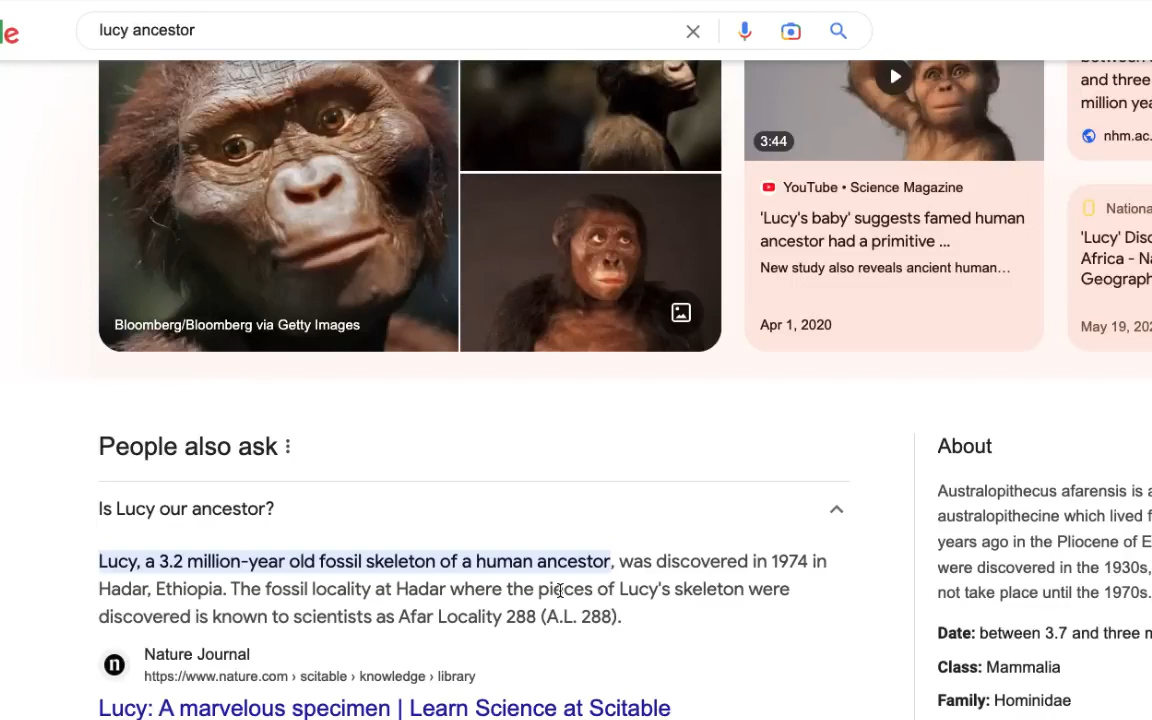 le
lucy ancestor
between
and three
million yea
nhm.ac.
3:44
YouTube • Science Magazine
'Lucy's baby' suggests famed human
ancestor had a primitive ...
New study also reveals ancient human...
Apr 1, 2020
Nationa
'Lucy' Disc
Africa - Na
Geograph
May 19, 202
Bloomberg/Bloomberg via Getty Images
People also ask
Is Lucy our ancestor?
Lucy, a 3.2 million-year old fossil skeleton of a human ancestor, was discovered in 1974 in
Hadar, Ethiopia. The fossil locality at Hadar where the pieces of Lucy's skeleton were
discovered is known to scientists as Afar Locality 288 (A.L. 288).
n
Nature Journal
https://www.nature.com › scitable › knowledge › library
Lucy: A marvelous specimen | Learn Science at Scitable
About
Australopithecus afarensis is a
australopithecine which lived f
years ago in the Pliocene of E
were discovered in the 1930s,
not take place until the 1970s.
Date: between 3.7 and three m
Class: Mammalia
Family: Hominidae